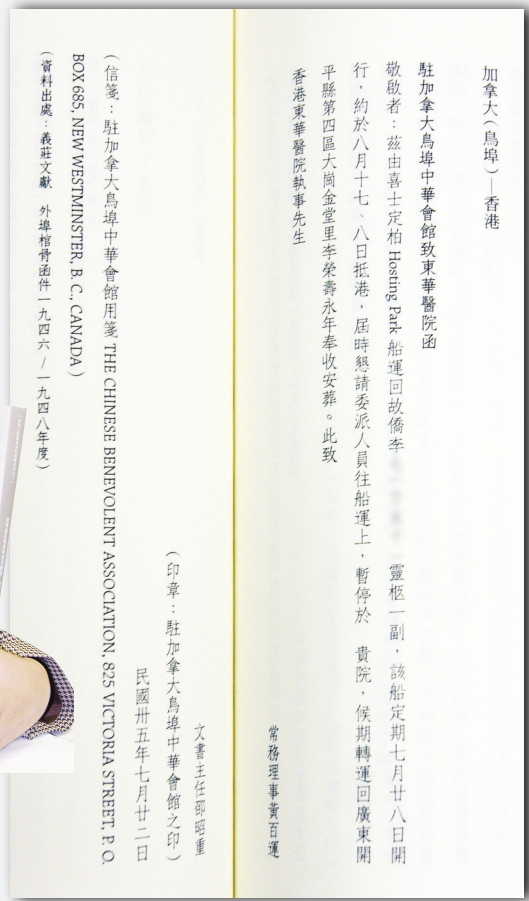 加拿大（鳥埠）—香港
駐加拿大鳥埠中華會館致東華醫院函
敬啟者：茲由喜士定柏 Hosting Park 船運回故僑李 靈柩一副，該船定期七月廿八日開
行，約於八月十七、八日抵港，屆時懇請委派人員往船運上，暫停於　貴院，候期轉運回廣東開
平縣第四區大崗金堂里李榮壽永年奉收安葬。此致
香港東華醫院執事先生
常務理事黃百運
文書主任邵昭重
（印章：駐加拿大鳥埠中華會館之印）
民國卅五年七月廿二日
（信箋：駐加拿大鳥埠中華會館用箋 THE CHINESE BENEVOLENT ASSOCIATION, 825 VICTORIA STREET, P. O.
BOX 685, NEW WESTMINSTER, B. C., CANADA）
（資料出處：義莊文獻　外埠棺骨函件一九四六／一九四八年度）